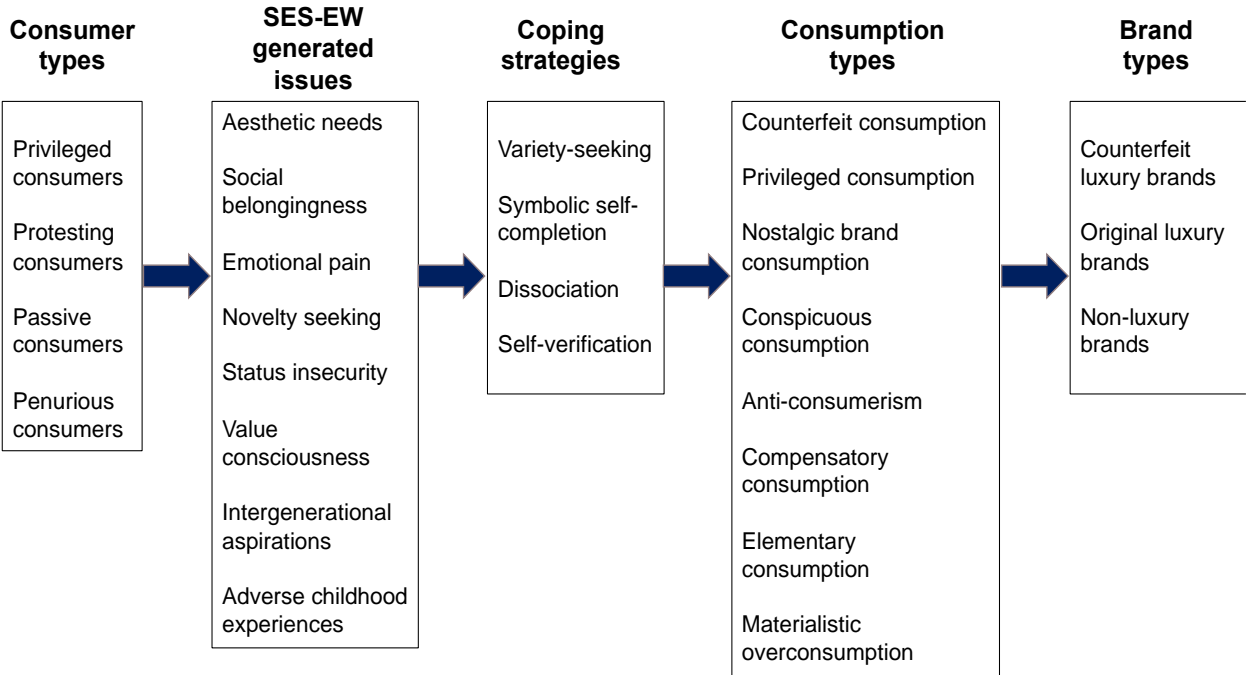 Consumer
types
Privileged
consumers
Protesting
consumers
Passive
consumers
Penurious
consumers
SES-EW
generated
issues
Aesthetic needs
Social
belongingness
Emotional pain
Novelty seeking
Status insecurity
Value
consciousness
Intergenerational
aspirations
Adverse childhood
experiences
Coping
strategies
Variety-seeking
Symbolic self-
completion
Dissociation
Self-verification
Consumption
types
Counterfeit consumption
Privileged consumption
Nostalgic brand
consumption
Conspicuous
consumption
Anti-consumerism
Compensatory
consumption
Elementary
consumption
Materialistic
overconsumption
Brand
types
Counterfeit
luxury brands
Original luxury
brands
Non-luxury
brands